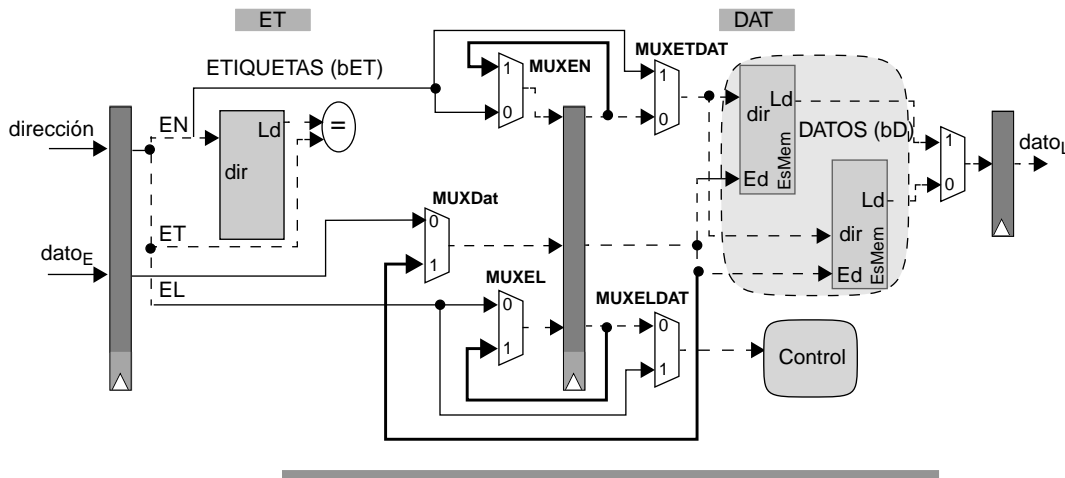 ET
DAT
MUXETDAT
MUXEN
ETIQUETAS (bET)
1
1
0
0
dirección
EN
Ld
=
dir
dir
Ld
EsMem
Ed
DATOS (bD)
1
0
dato_L
ET
MUXDat
0
1
dato_E
Ld
dir
EsMem
Ed
EL
MUXEL
0
1
MUXELDAT
0
1
Control